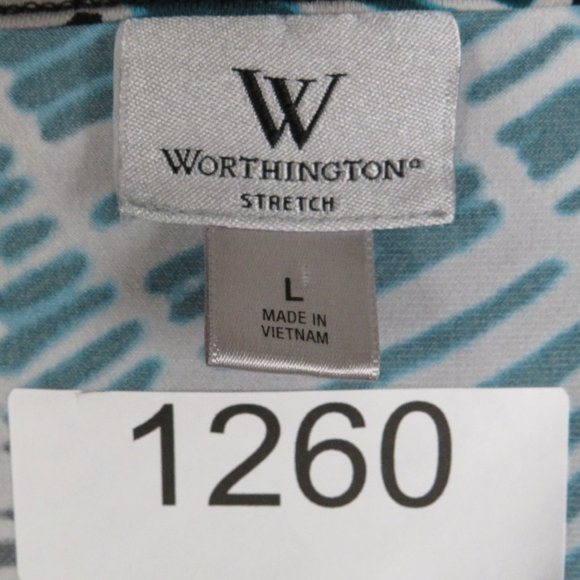 W
WORTHINGTON®
STRETCH
L
MADE IN
VIETNAM
1260